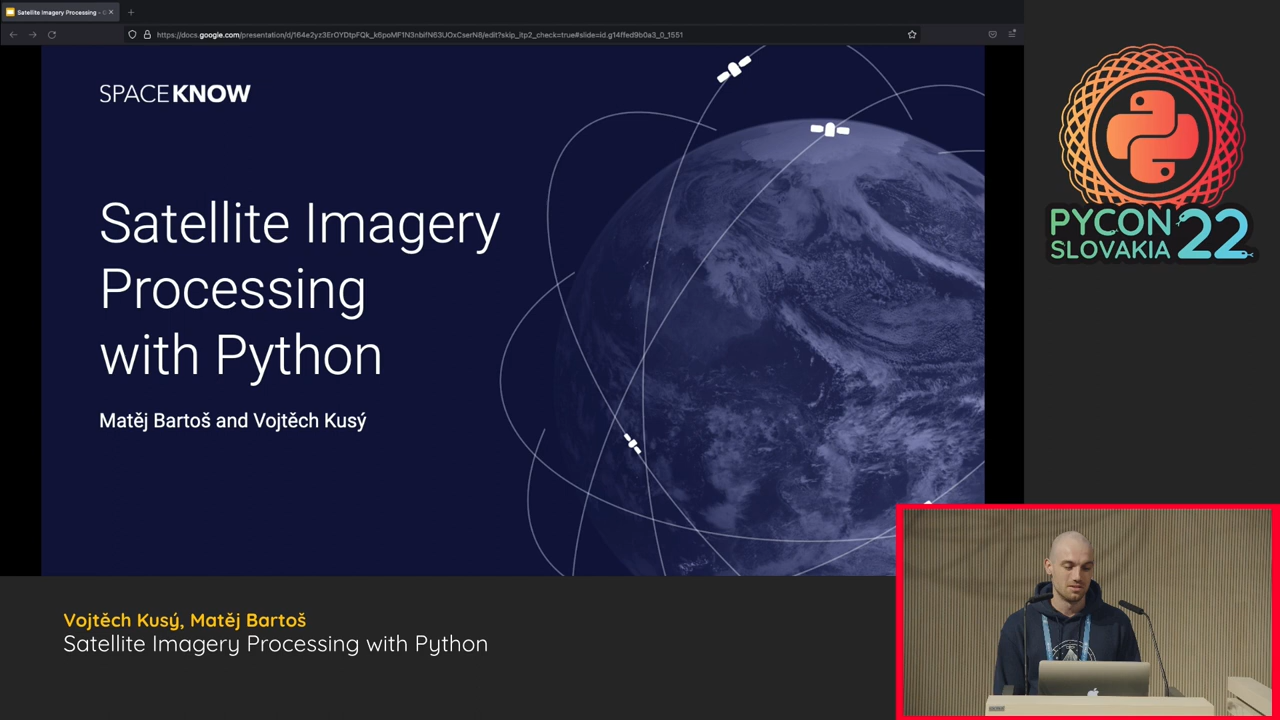 Satellite Imagery Processing - G
https://docs.google.com/presentation/d/164e2yz3ErOYDtpFQk_k6poMF1N3nbifN63UOxCserN8/edit?skip_itp2_check=true#slide=id.g14ffed9b0a3_0_1551
SPACEKNOW
Satellite Imagery
Processing
with Python
Matěj Bartoš and Vojtěch Kusý
PYCON 22
SLOVAKIA
Vojtěch Kusý, Matěj Bartoš
Satellite Imagery Processing with Python